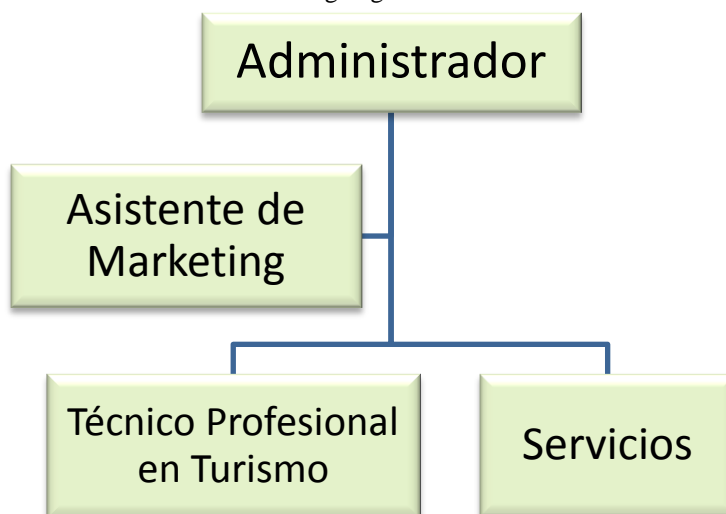 Administrador
Asistente de
Marketing
Técnico Profesional
en Turismo
Servicios